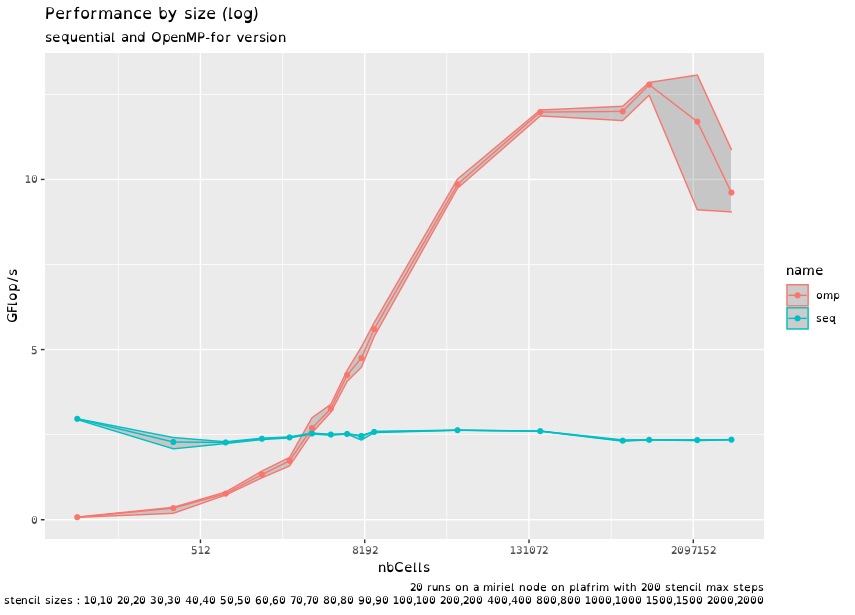 Performance by size (log)
sequential and OpenMP-for version
GFlop/s
10
5
0
512
8192
131072
2097152
nbCells
name
omp
seq
20 runs on a miriel node on plafrim with 200 stencil max steps
stencil sizes : 10,10 20,20 30,30 40,40 50,50 60,60 70,70 80,80 90,90 100,100 200,200 400,400 800,800 1000,1000 1500,1500 2000,2000